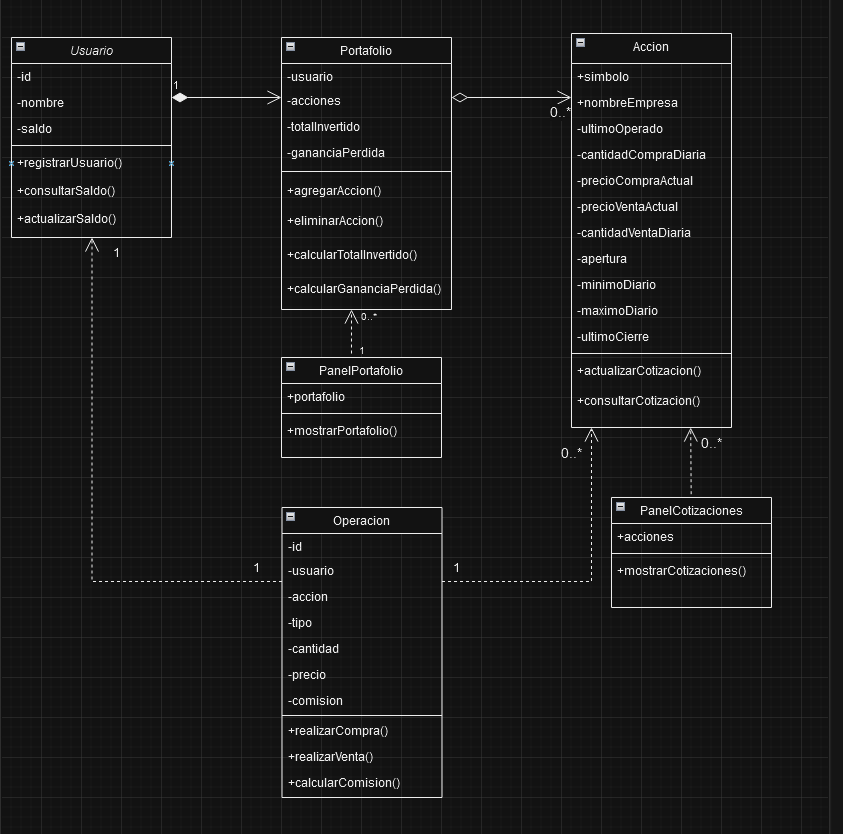 Usuario
-id
-nombre
-saldo
+registrarUsuario()
+consultarSaldo()
+actualizarSaldo()
1
1
Portafolio
-usuario
-acciones
-totalInvertido
-gananciaPerdida
+agregarAccion()
+eliminarAccion()
+calcularTotalInvertido()
+calcularGananciaPerdida()
0..*
Accion
+simbolo
+nombreEmpresa
-ultimoOperado
-cantidadCompraDiaria
-precioCompraActual
-precioVentaActual
-cantidadVentaDiaria
-apertura
-minimoDiario
-maximoDiario
-ultimoCierre
+actualizarCotizacion()
+consultarCotizacion()
0..*
1
PanelPortafolio
+portafolio
+mostrarPortafolio()
0..*
0..*
PanelCotizaciones
+acciones
+mostrarCotizaciones()
Operacion
-id
-usuario
-accion
-tipo
-cantidad
-precio
-comision
+realizarCompra()
+realizarVenta()
+calcularComision()
1
1